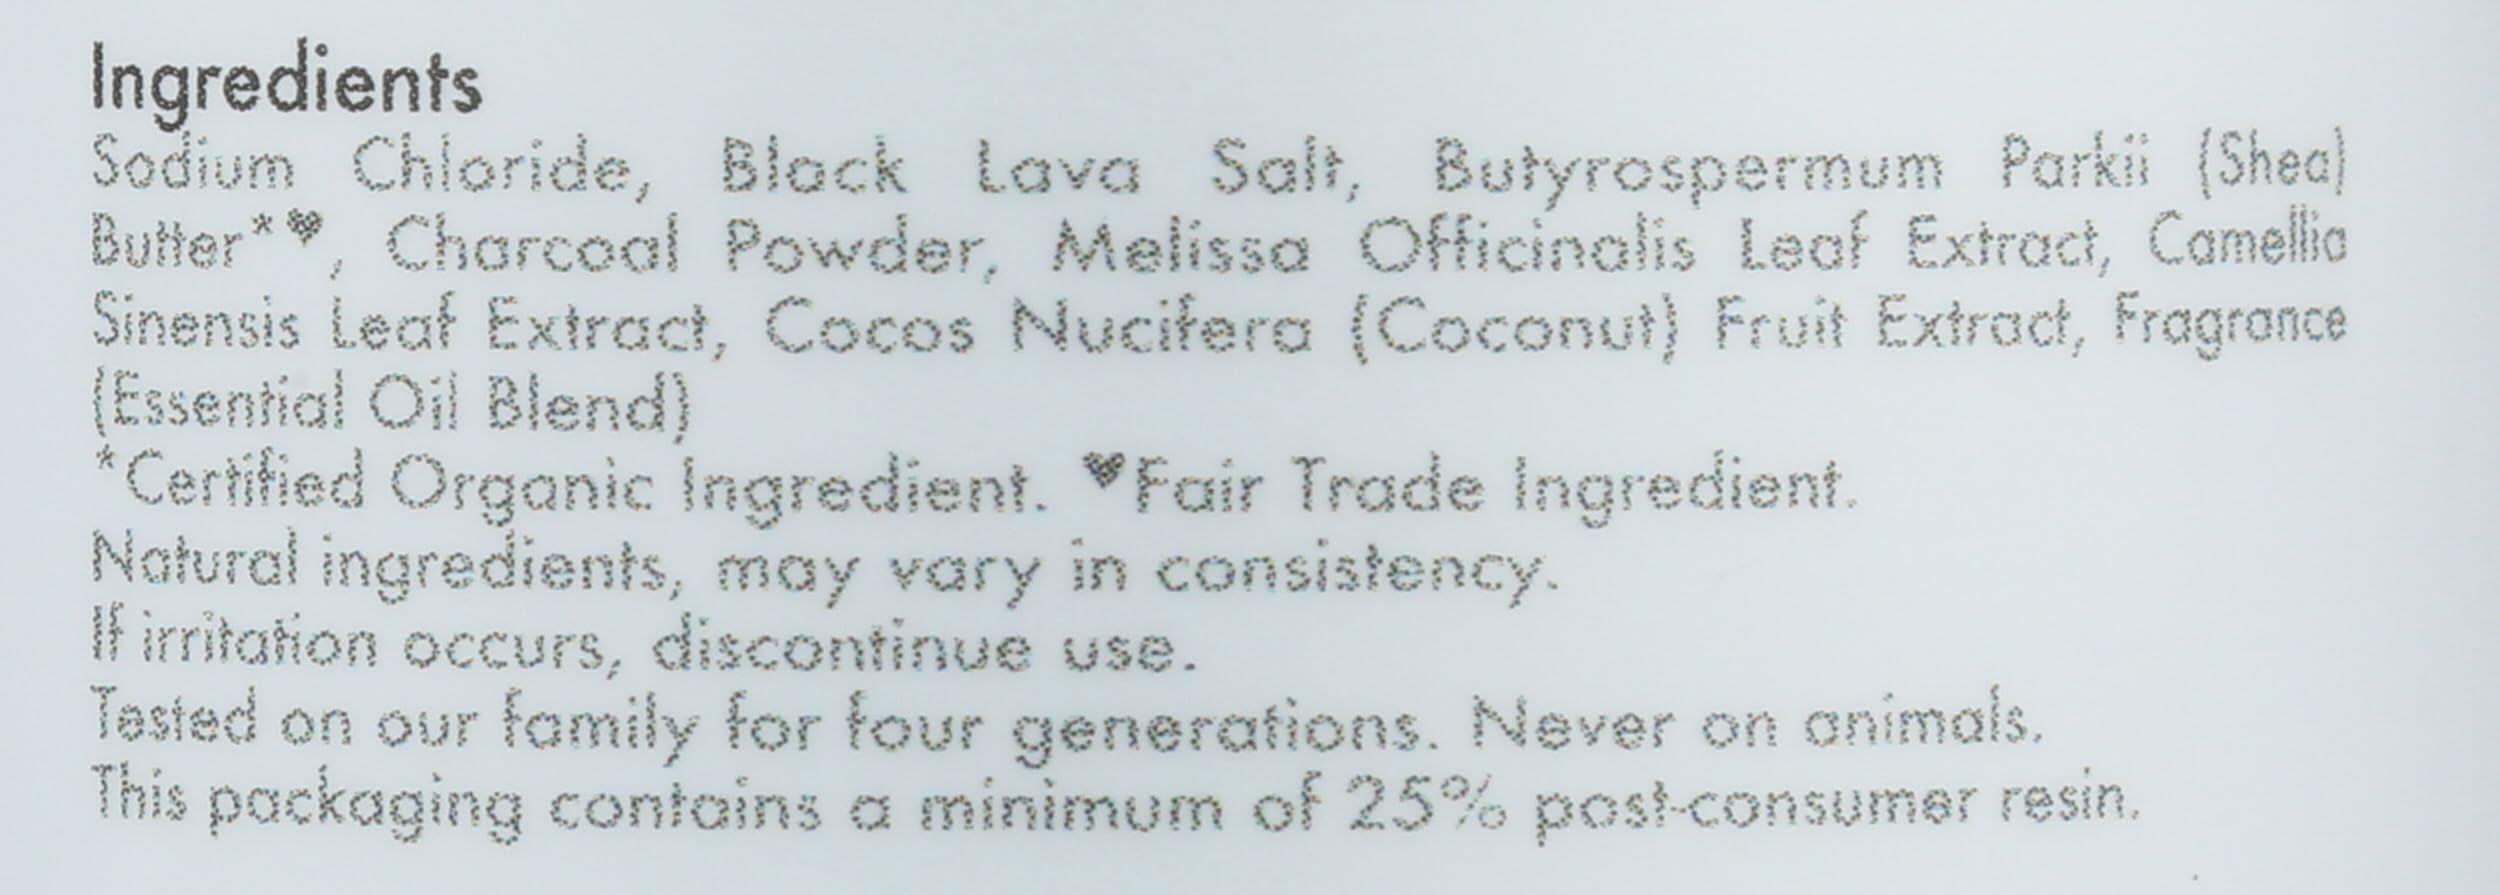 Ingredients
Sodium Chloride, Black Lava Salt, Butyrospermum Parkii (Shea)
Butter*♥, Charcoal Powder, Melissa Officinalis Leaf Extract, Camellia
Sinensis Leaf Extract, Cocos Nucifera (Coconut) Fruit Extract, Fragrance
(Essential Oil Blend)
*Certified Organic Ingredient. ♥Fair Trade Ingredient.
Natural ingredients, may vary in consistency.
If irritation occurs, discontinue use.
Tested on our family for four generations. Never on animals.
This packaging contains a minimum of 25% post-consumer resin.